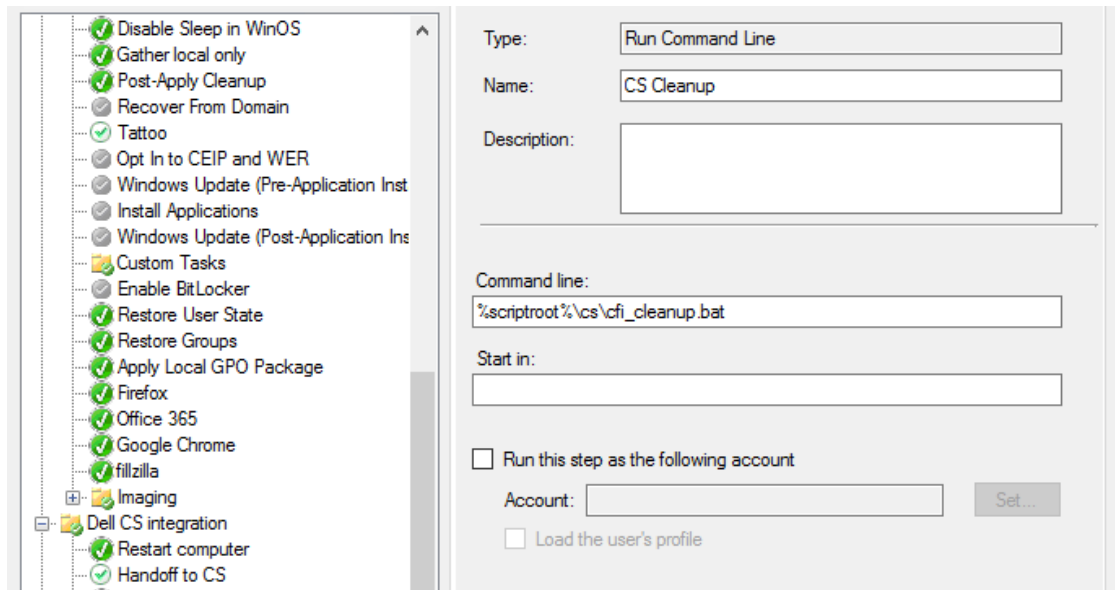 Disable Sleep in WinOS
Gather local only
Post-Apply Cleanup
Recover From Domain
Tattoo
Opt In to CEIP and WER
Windows Update (Pre-Application Inst
Install Applications
Windows Update (Post-Application Ins
Custom Tasks
Enable BitLocker
Restore User State
Restore Groups
Apply Local GPO Package
Firefox
Office 365
Google Chrome
fillzilla
Imaging
Dell CS integration
Restart computer
Handoff to CS
Type: Run Command Line
Name: CS Cleanup
Description:
Command line:
%scriptroot%\cs\cfi_cleanup.bat
Start in:
Run this step as the following account
Account: Set...
Load the user's profile